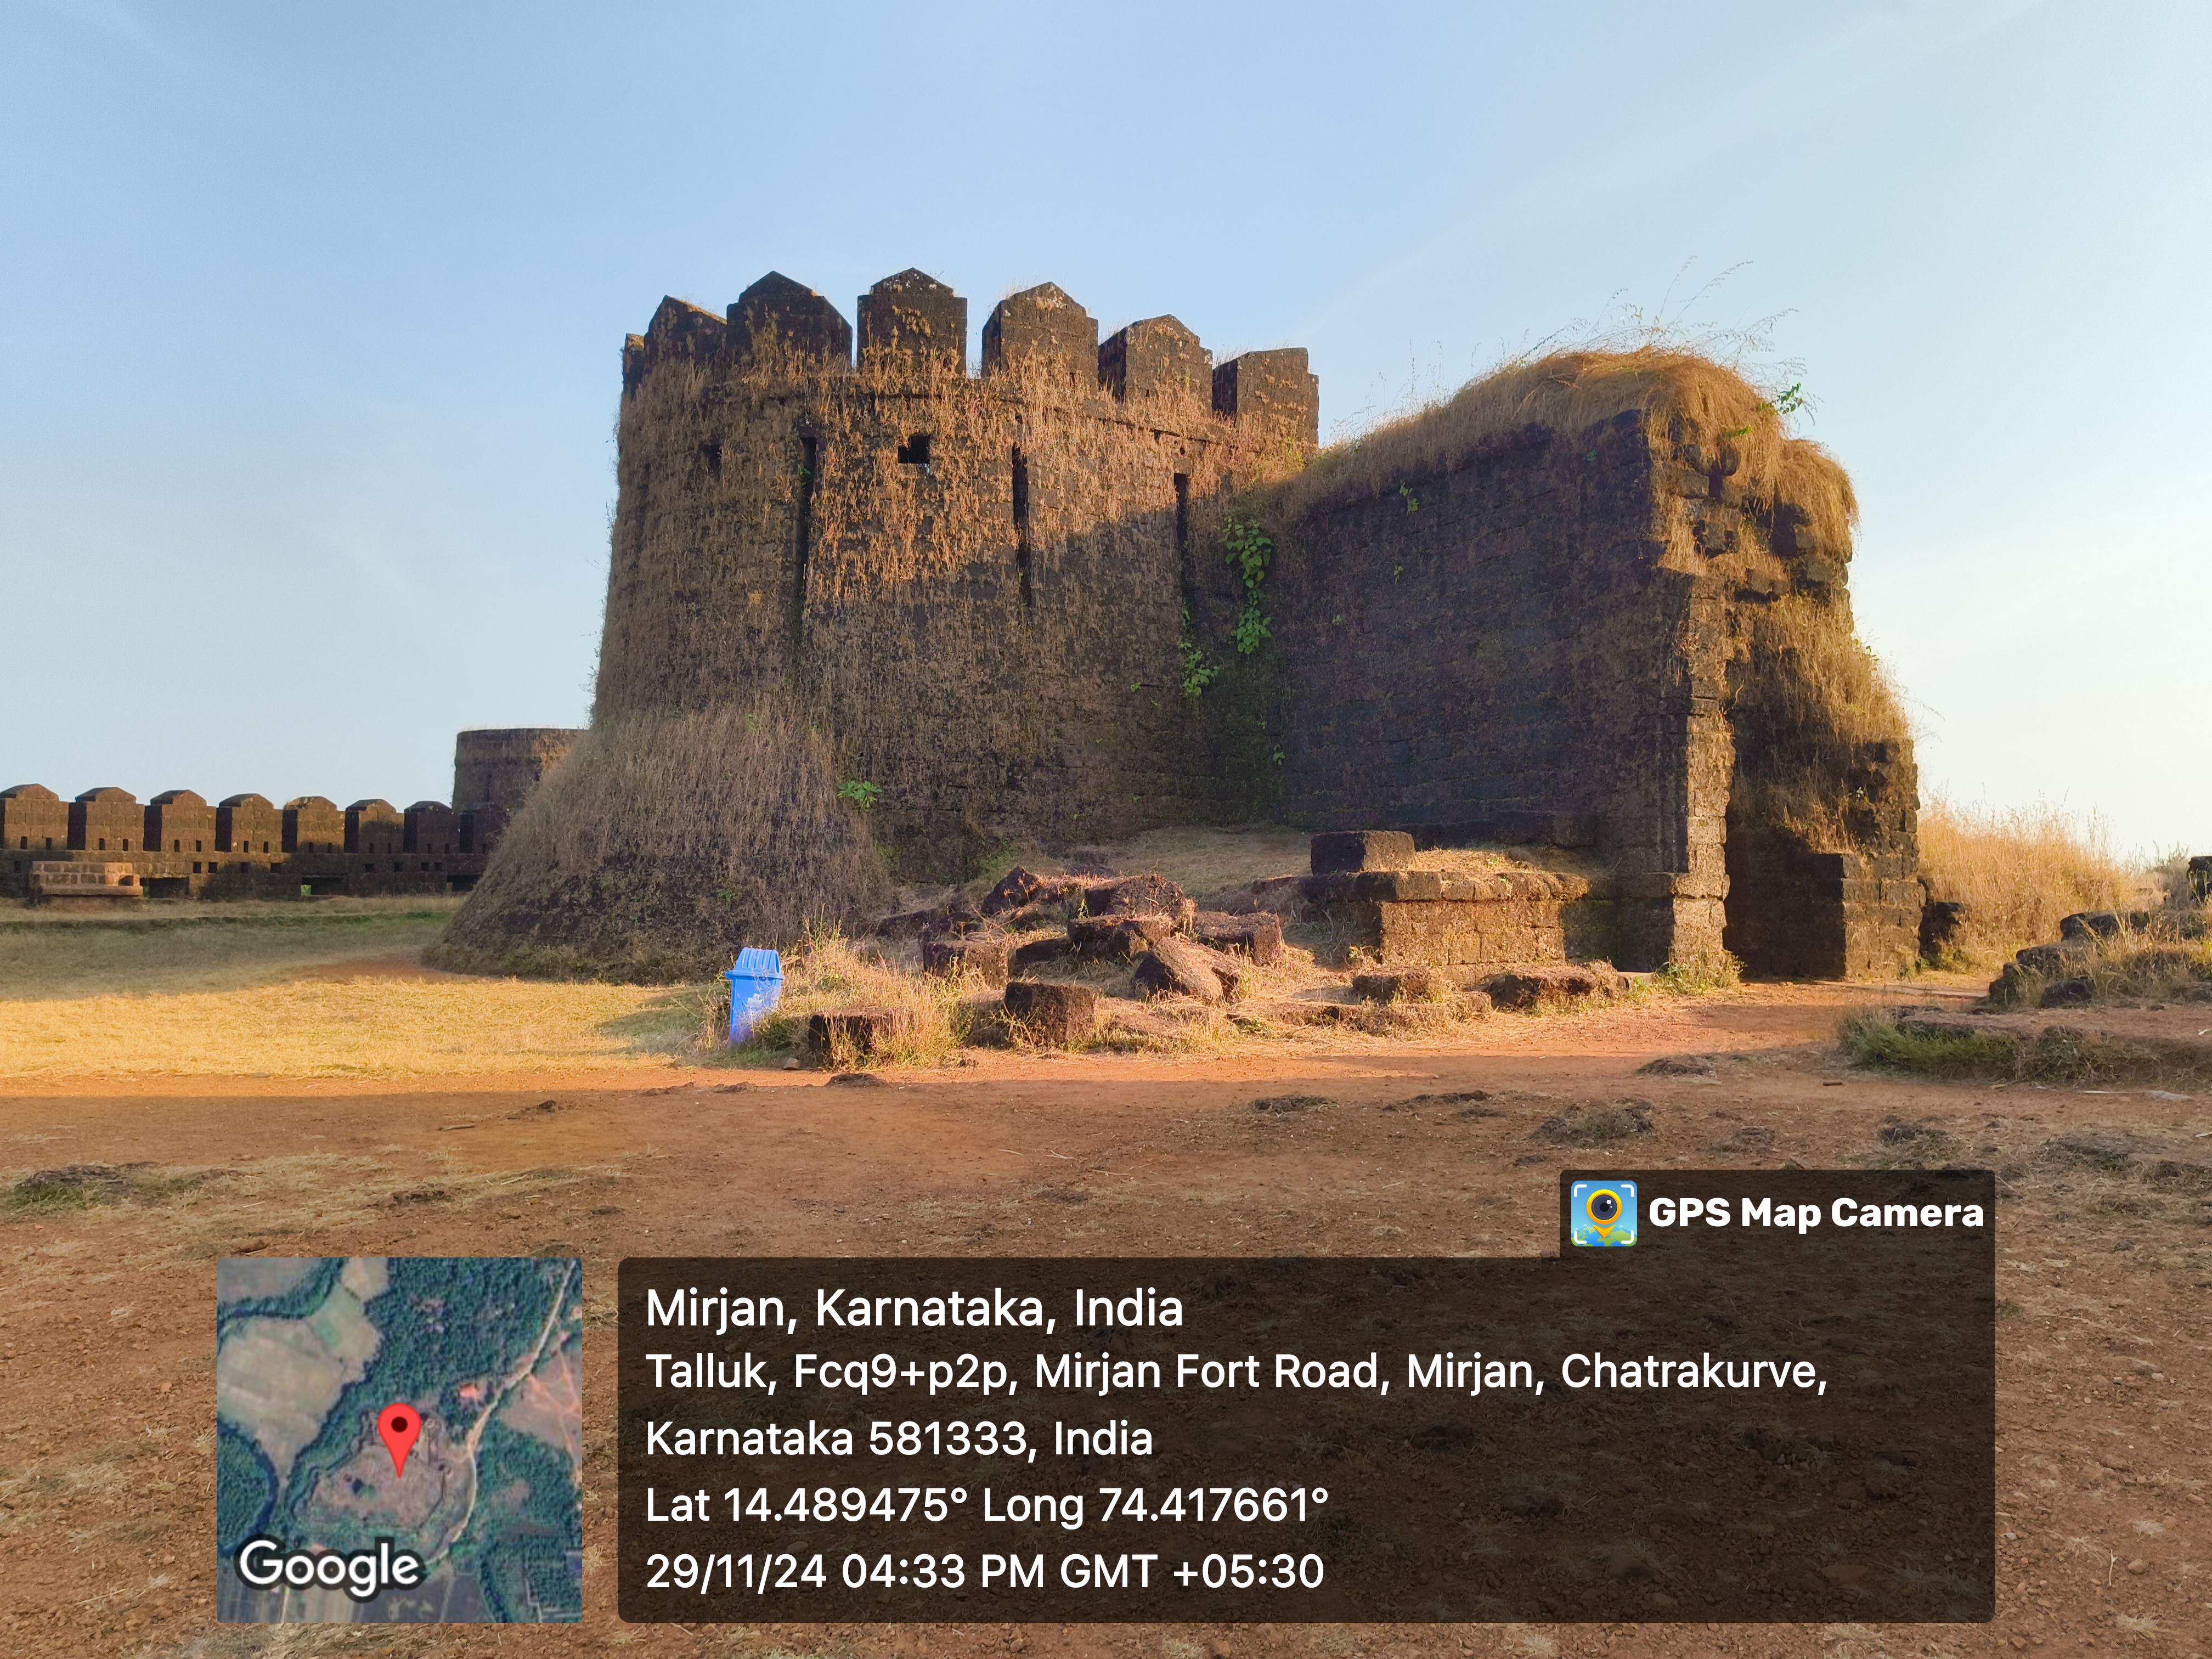 GPS Map Camera
Mirjan, Karnataka, India
Talluk, Fcq9+p2p, Mirjan Fort Road, Mirjan, Chatrakurve,
Karnataka 581333, India
Lat 14.489475° Long 74.417661°
29/11/24 04:33 PM GMT +05:30
Google